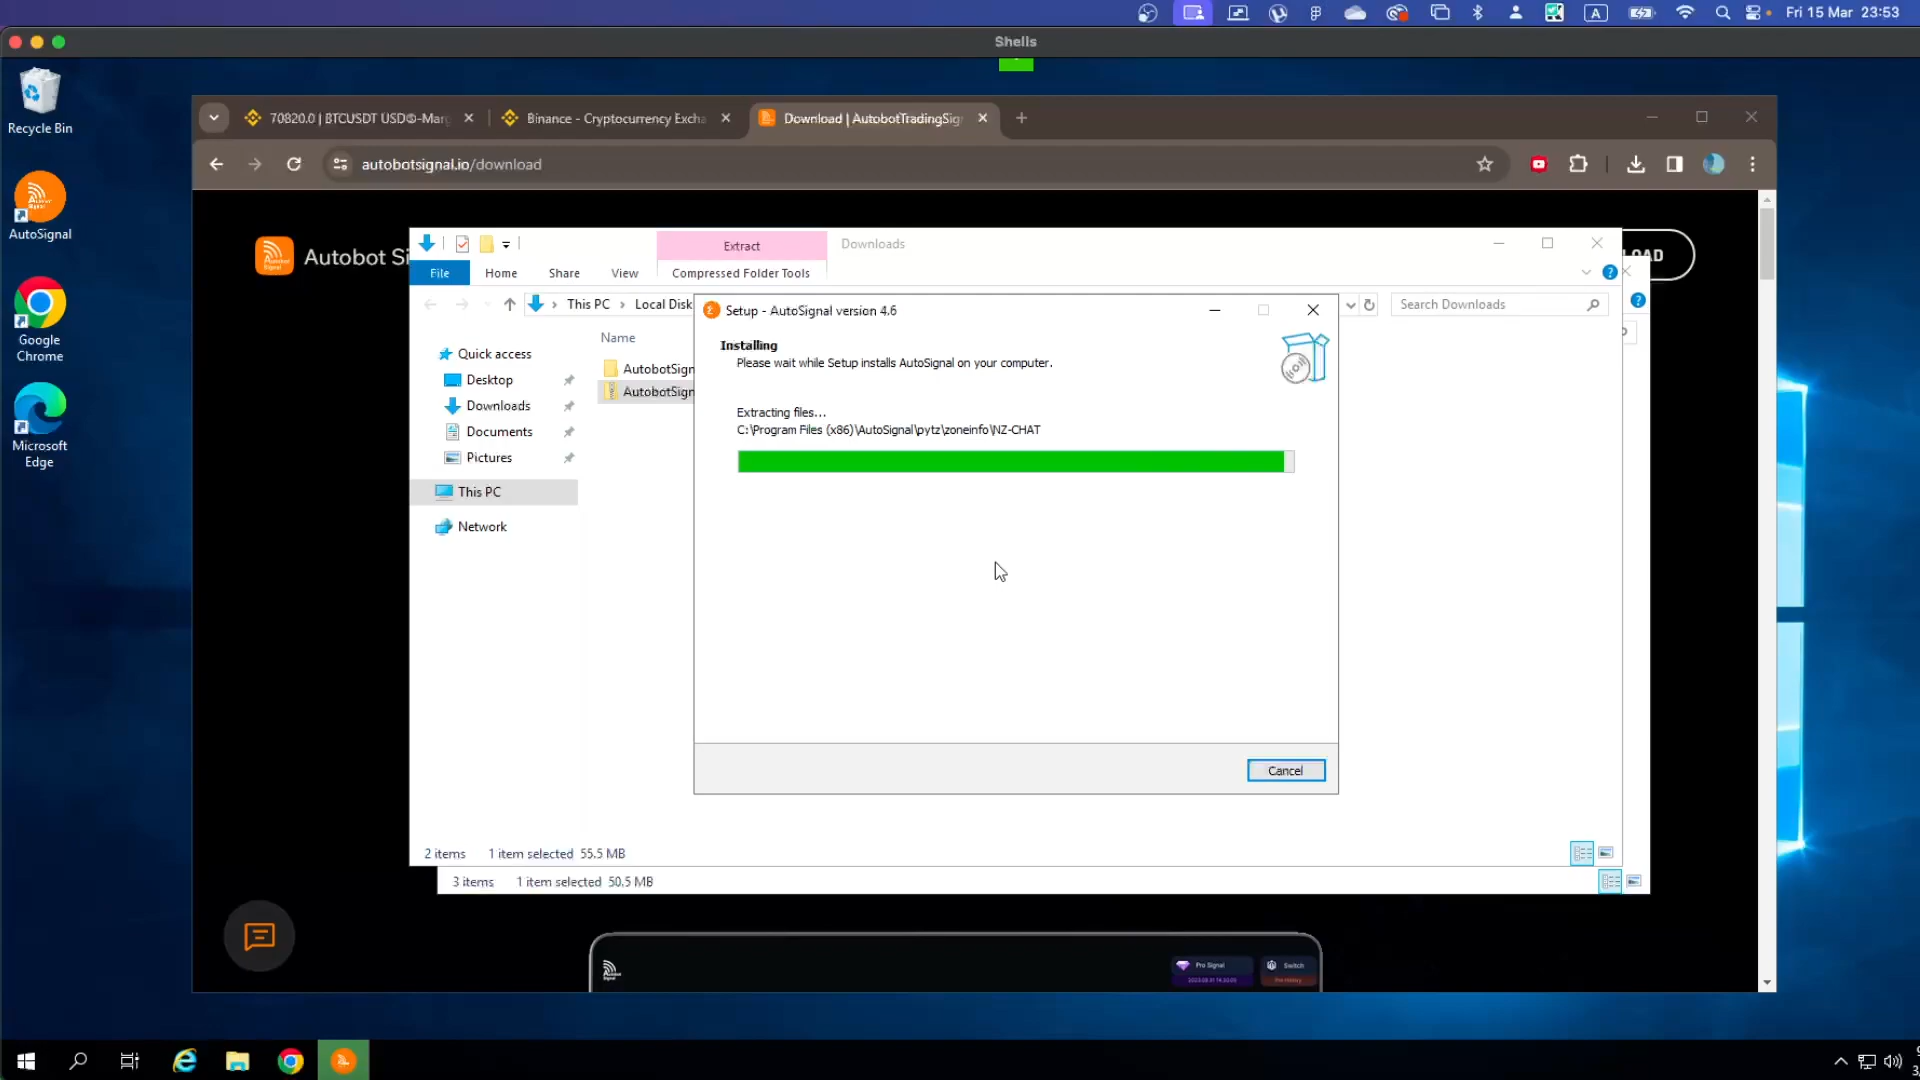 Fri 15 Mar 23:53
A
Shells
Recycle Bin
AutoSignal
Google
Chrome
Microsoft
Edge
70820.0 | BTCUSDT USD®-Marg
Binance - Cryptocurrency Excha
Download | AutobotTradingSig
autobotsignal.io/download
Autobot Si
Extract
Downloads
File
Home
Share
View
Compressed Folder Tools
This PC
Local Disk
Search Downloads
Name
Quick access
Desktop
Downloads
Documents
Pictures
This PC
Network
AutobotSign
AutobotSign
Setup - AutoSignal version 4.6
Installing
Please wait while Setup installs AutoSignal on your computer.
Extracting files...
C:\Program Files (x86)\AutoSignal\pytz\zoneinfo\NZ-CHAT
Cancel
2 items 1 item selected 55.5 MB
3 items 1 item selected 50.5 MB
Pro Signal
Switch